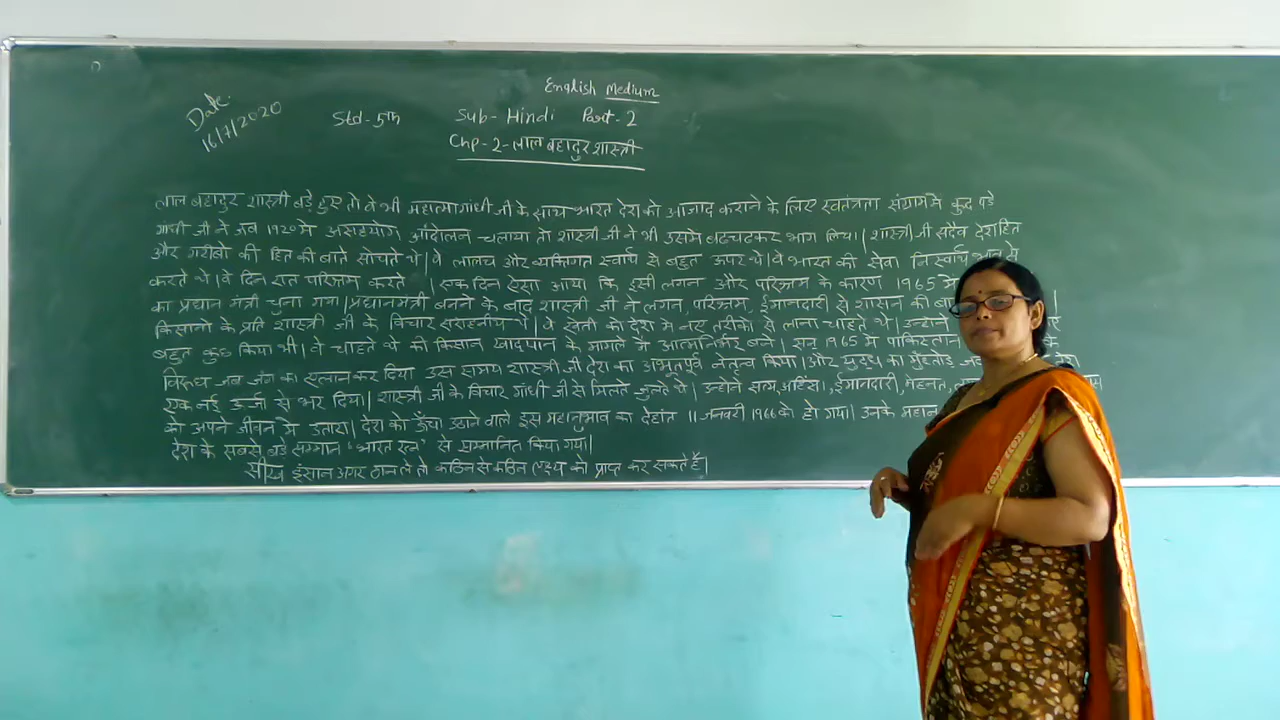 English Medium
Date: 16/7/2020
Std-5th Sub-Hindi Part-2
Chp-2-लाल बहादुर शास्त्री
लाल बहादुर शास्त्री बड़े हुए तो वे भी महात्मा गांधी जी के साथ भारत देश को आजाद कराने के लिए स्वतंत्रता संग्राम में कुद पड़े
गांधी जी ने जब 1920 मे असहयोग आंदोलन चलाया तो शास्त्री जी ने भी उसमे बढचढकर भाग लिया। शास्त्री जी सदैव देशहित
और गरीबो की हित की बाते सोचते थे। वे लालच और व्यक्तिगत स्वार्थ से बहुत ऊपर थे। वे भारत की सेवा निस्वार्थ भाव से
करते थे। वे दिन रात परिश्रम करते । एक दिन ऐसा आया कि इसी लगन और परिश्रम के कारण 1965 मे
का प्रधान मंत्री चुना गया। प्रधानमंत्री बनने के बाद शास्त्री जी ने लगन, परिश्रम, ईमानदारी से शासन की
किसानो के प्रति शास्त्री जी के विचार सराहनीय थे। वे खेती को देश मे नए तरीको से लाना चाहते थे। उन्होने
बहुत कुछ किया भी। वे चाहते थे की किसान खाद्पान के मामले मे आत्मनिर्भर बने। सन् 1965 मे पाकिस्तान के
विरूध जब जंग का एलान कर दिया उस समय शास्त्री जी देश का अभूतपुर्व नेतृत्व किया। और युद्ध का मुँहतोड़
एक नई ऊर्जा से भर दिया। शास्त्री जी के विचार गांधी जी से मिलते जुलते थे। उन्होने सत्य, अहिंसा, ईमानदारी, मेहनत,
को अपने जीवन मे उतारा। देश को ऊँचा उठाने वाले इस महानुभाव का देहांत 11 जनवरी 1966 को हो गया। उनके महान
देश के सबसे बड़े सम्मान "भारत रत्न" से सम्मानित किया गया।
सीख इंसान अगर ठान ले तो कठिन से कठिन लक्ष्य को प्राप्त कर सकते है।